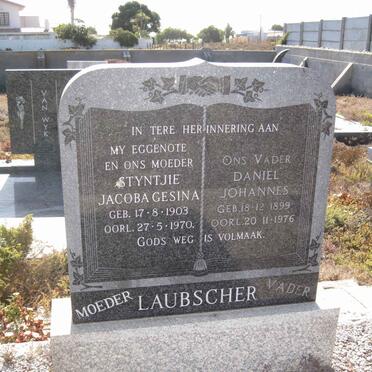 IN TERE HERINNERING AAN
MY EGGENOTE
EN ONS MOEDER
STYNTJIE
JACOBA GESINA
GEB. 17-8-1903
OORL. 27-5-1970.
ONS VADER
DANIEL
JOHANNES
GEB. 18-12-1899
OORL. 20-11-1976
GODS WEG IS VOLMAAK.
MOEDER LAUBSCHER VADER
VAN WYK